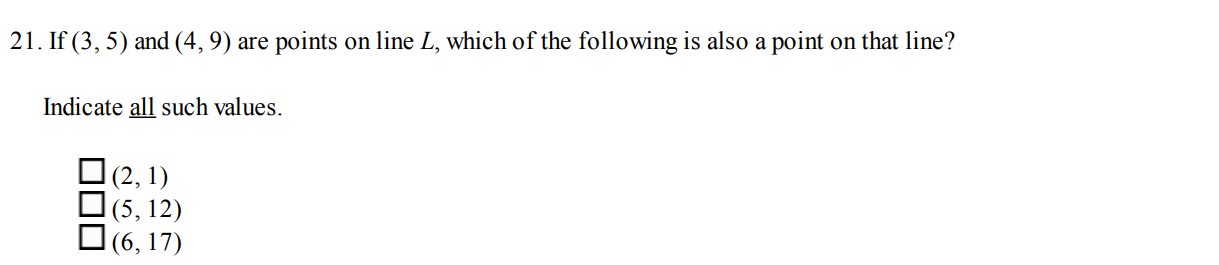 21. If (3, 5) and (4, 9) are points on line L, which of the following is also a point on that line?
Indicate all such values.
(2, 1)
(5, 12)
(6, 17)